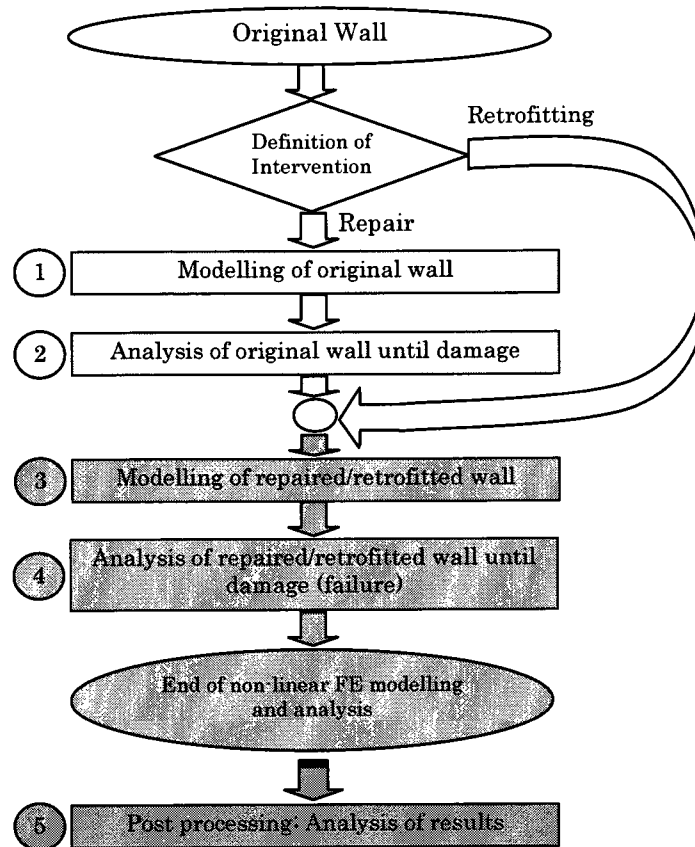 Original Wall
Retrofitting
Definition of
Intervention
Repair
1
Modelling of original wall
2
Analysis of original wall until damage
3
Modelling of repaired/retrofitted wall
4
Analysis of repaired/retrofitted wall until
damage (failure)
End of non-linear FE modelling
and analysis
5
Post processing: Analysis of results